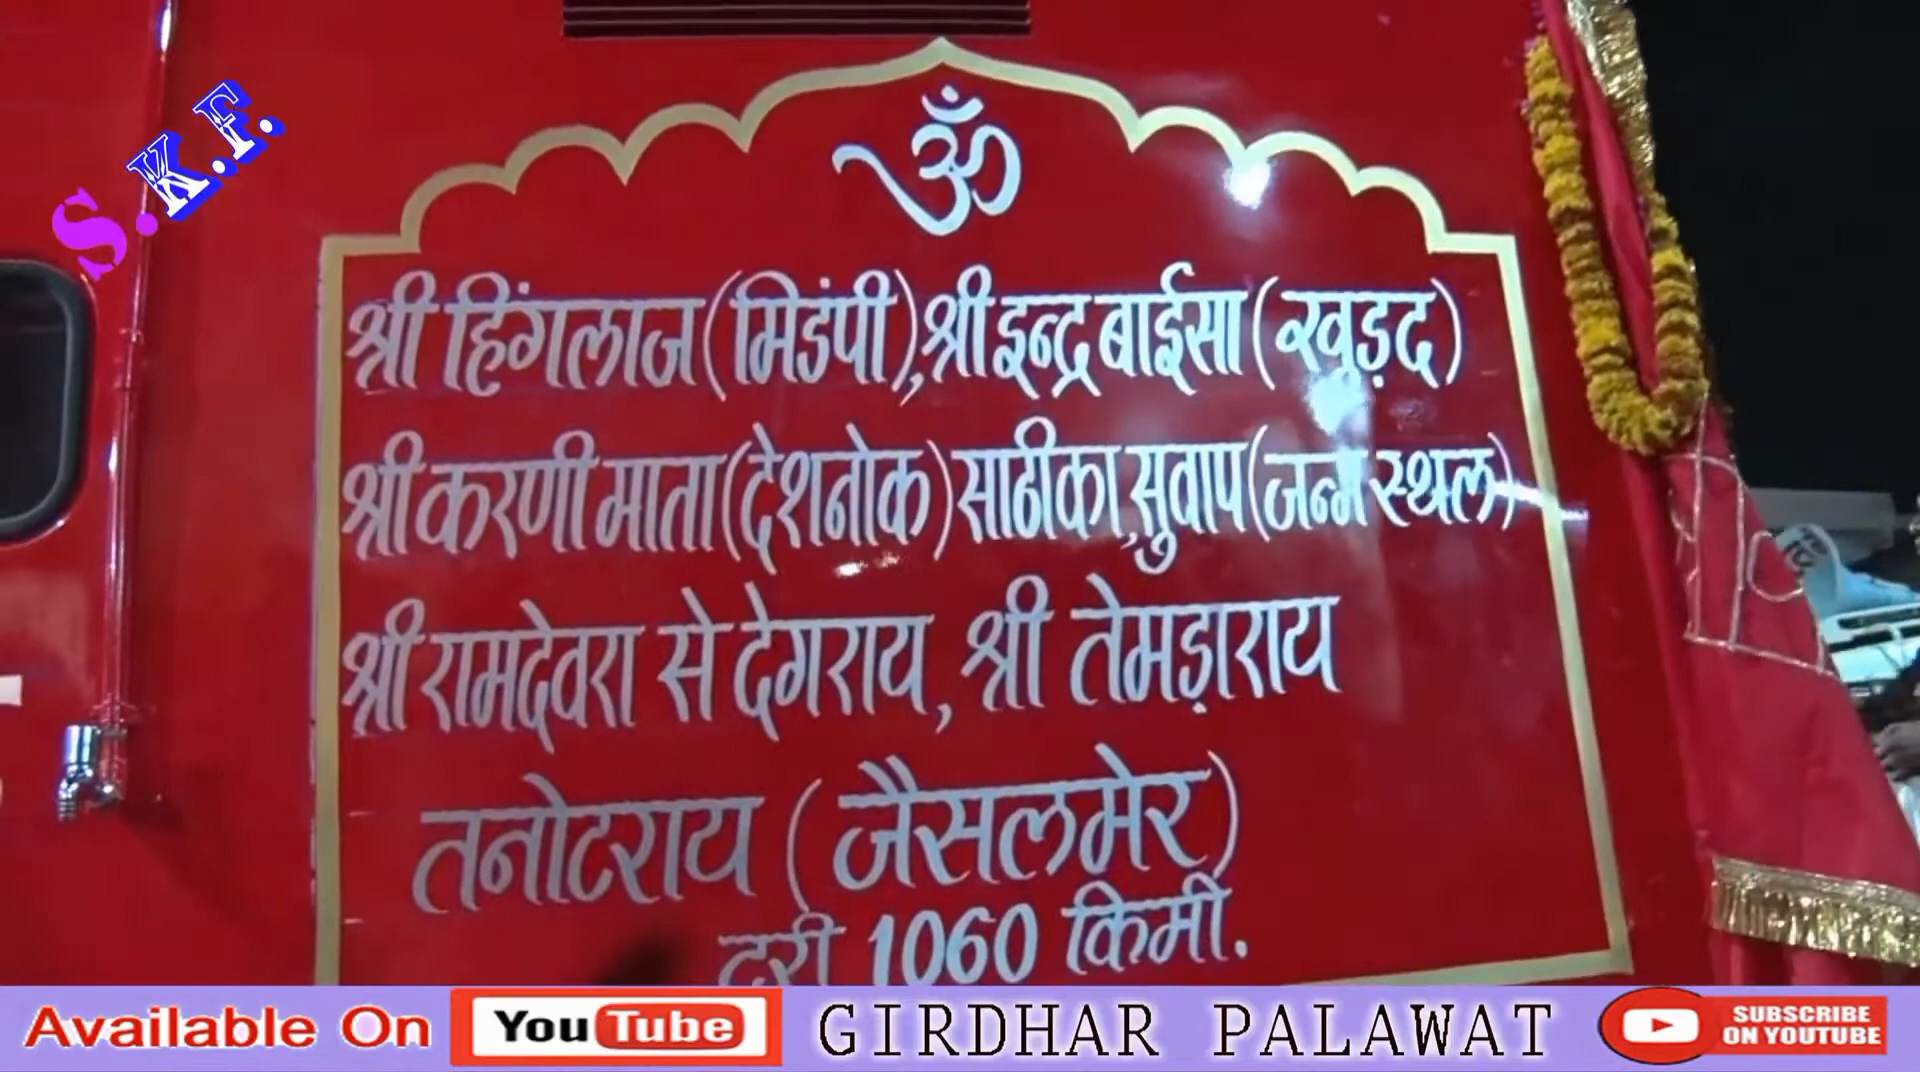 S.K.F.
ॐ
श्री हिंगलाज (मिडंपी), श्री इन्द्र बाईसा (खुड़द)
श्री करणी माता (देशनोक) साठीका, सुवाप (जन्म स्थल)
श्री रामदेवरा से देगराय, श्री तेमड़ाराय
तनोटराय (जैसलमेर)
दूरी 1060 किमी.
Available On YouTube GIRDHAR PALAWAT SUBSCRIBE
ON YOUTUBE